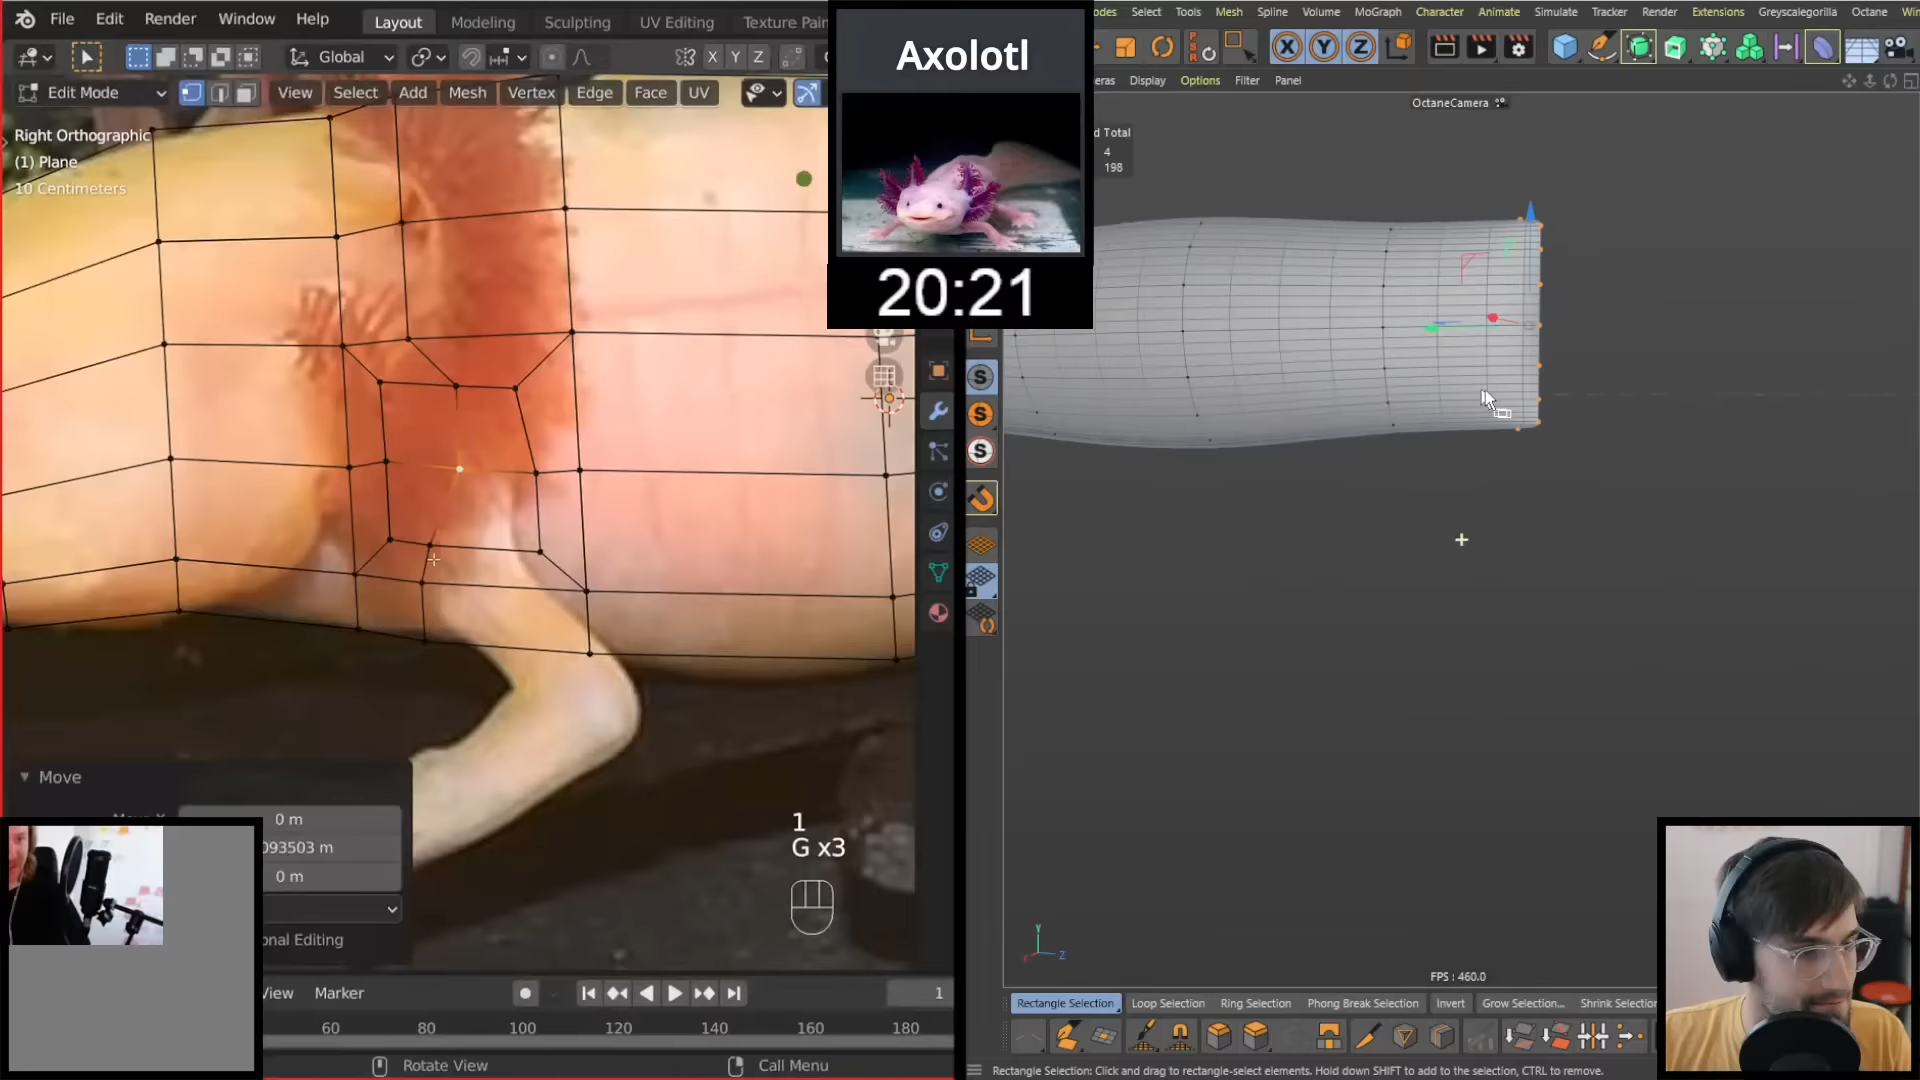 File Edit Render Window Help
Layout Modeling Sculpting UV Editing Texture Pain
Global
X Y Z
Edit Mode
View Select Add Mesh Vertex Edge Face UV
Right Orthographic
(1) Plane
10 Centimeters
Move
0 m
093503 m
0 m
onal Editing
1
G x3
View Marker
1
60 80 100 120 140 160 180
Rotate View
Call Menu
Axolotl
20:21
odes Select Tools Mesh Spline Volume MoGraph Character Animate Simulate Tracker Render Extensions Greyscalegorilla Octane Win
P S R
X Y Z
eras Display Options Filter Panel
OctaneCamera
d Total
4
198
S
S
S
Y
Z
FPS : 460.0
Rectangle Selection Loop Selection Ring Selection Phong Break Selection Invert Grow Selection... Shrink Selection
Rectangle Selection: Click and drag to rectangle-select elements. Hold down SHIFT to add to the selection, CTRL to remove.